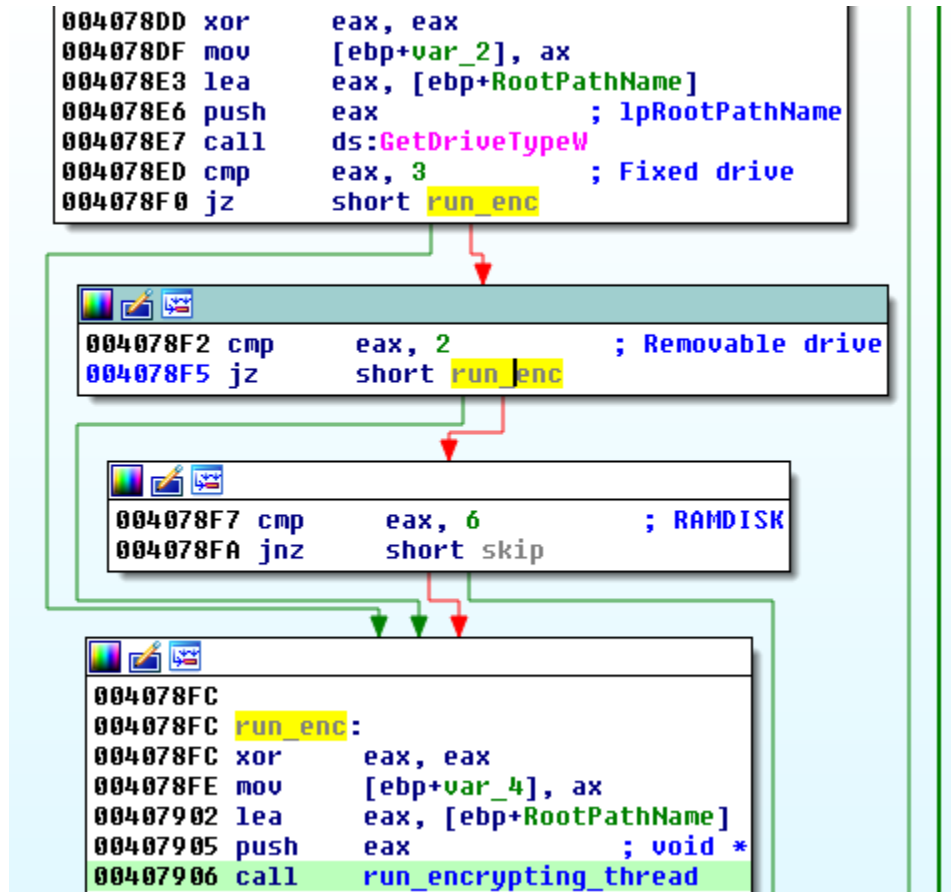 004078DD xor eax, eax
004078DF mov [ebp+var_2], ax
004078E3 lea eax, [ebp+RootPathName]
004078E6 push eax ; lpRootPathName
004078E7 call ds:GetDriveTypeW
004078ED cmp eax, 3 ; Fixed drive
004078F0 jz short run_enc
004078F2 cmp eax, 2 ; Removable drive
004078F5 jz short run_enc
004078F7 cmp eax, 6 ; RAMDISK
004078FA jnz short skip
004078FC
004078FC run_enc:
004078FC xor eax, eax
004078FE mov [ebp+var_4], ax
00407902 lea eax, [ebp+RootPathName]
00407905 push eax ; void *
00407906 call run_encrypting_thread